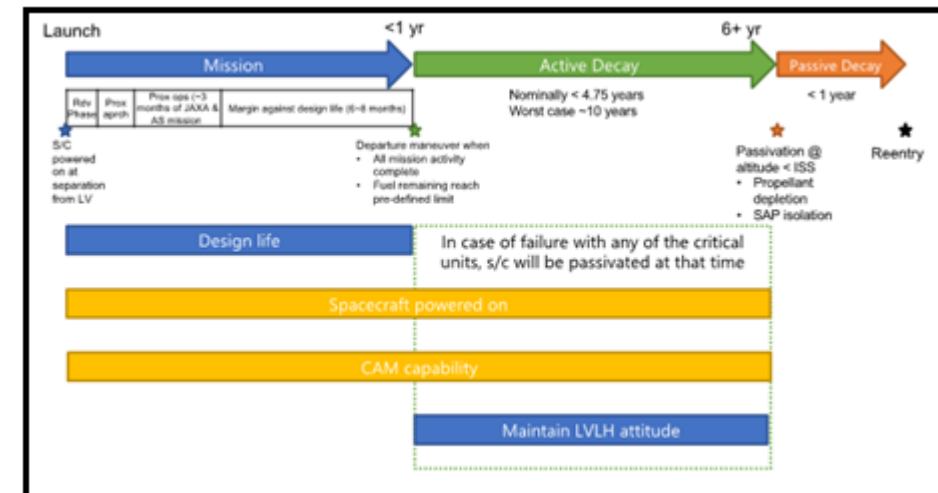 Launch
<1 yr
6+ yr
Mission
Active Decay
Passive Decay
Rdv Phase
Prox aprch
Prox ops (~3 months of JAXA & AS mission
Margin against design life (6~8 months)
Nominally < 4.75 years
Worst case ~10 years
< 1 year
S/C
powered
on at
separation
from LV
Departure maneuver when
• All mission activity
complete
• Fuel remaining reach
pre-defined limit
Passivation @
altitude < ISS
• Propellant
depletion
• SAP isolation
Reentry
Design life
In case of failure with any of the critical
units, s/c will be passivated at that time
Spacecraft powered on
CAM capability
Maintain LVLH attitude